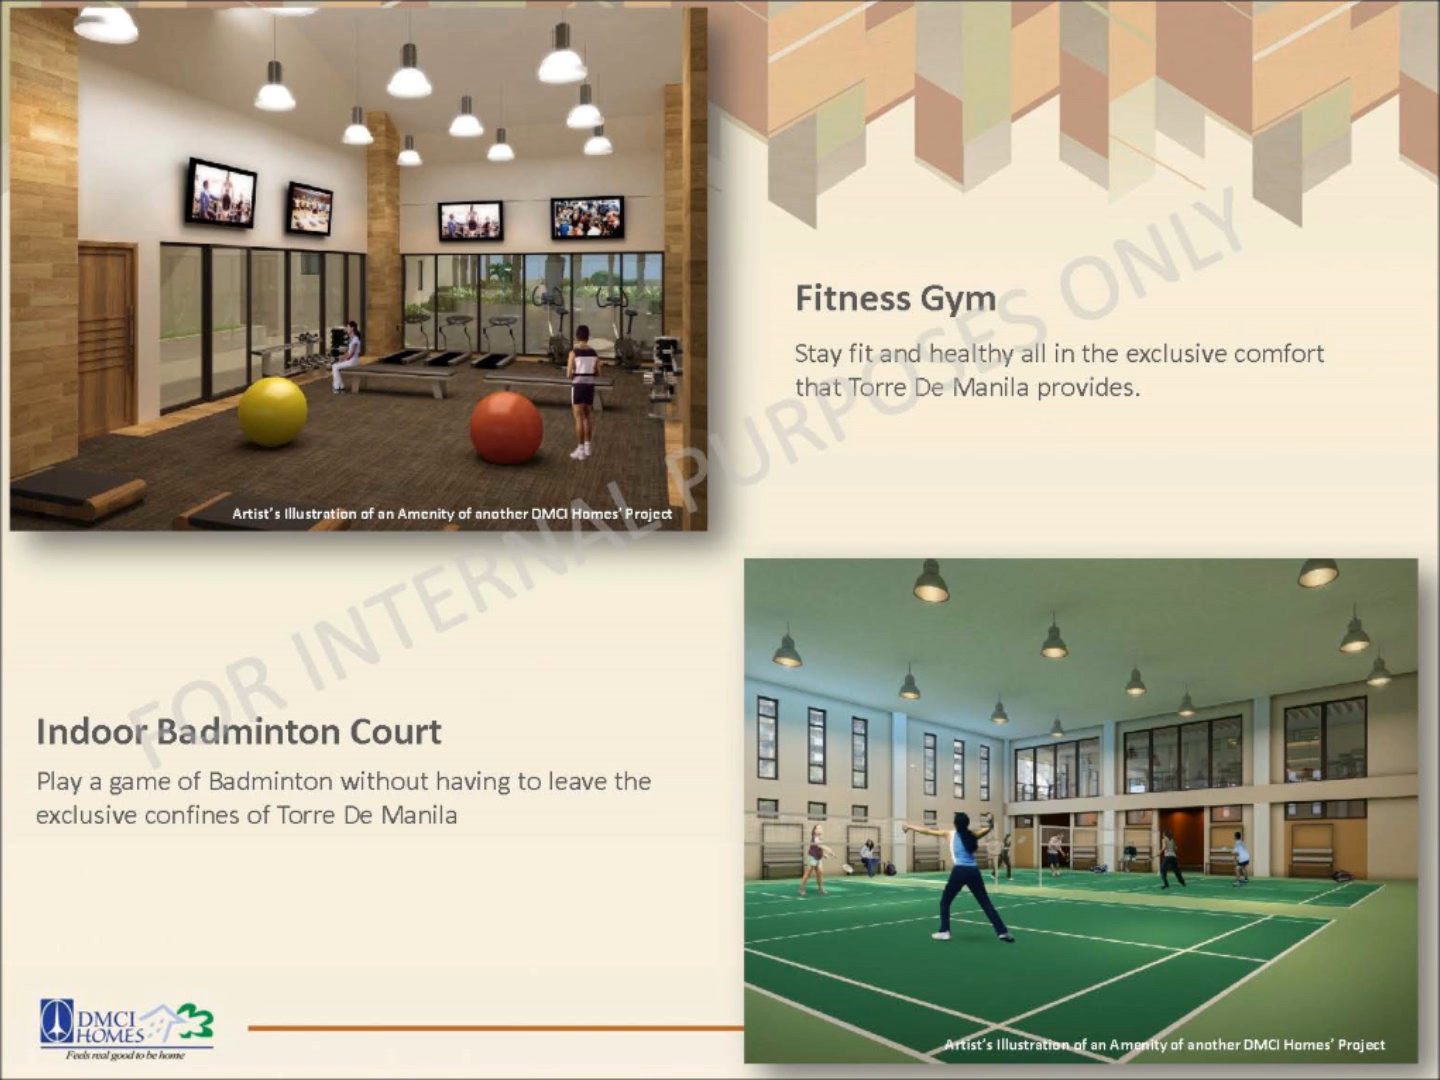 Artist's Illustration of an Amenity of another DMCI Homes' Project
Fitness Gym
Stay fit and healthy all in the exclusive comfort
that Torre De Manila provides.
FOR INTERNAL PURPOSES ONLY
Indoor Badminton Court
Play a game of Badminton without having to leave the
exclusive confines of Torre De Manila
Artist's Illustration of an Amenity of another DMCI Homes' Project
DMCI
HOMES
Feels real good to be home